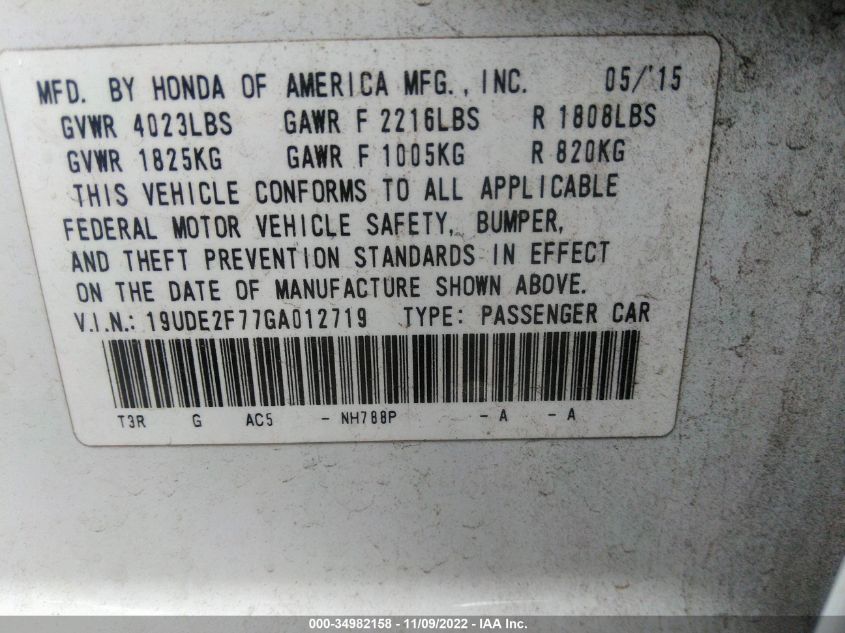 MFD. BY HONDA OF AMERICA MFG., INC. 05/'15
GVWR 4023LBS GAWR F 2216LBS R 1808LBS
GVWR 1825KG GAWR F 1005KG R 820KG
THIS VEHICLE CONFORMS TO ALL APPLICABLE
FEDERAL MOTOR VEHICLE SAFETY, BUMPER,
AND THEFT PREVENTION STANDARDS IN EFFECT
ON THE DATE OF MANUFACTURE SHOWN ABOVE.
V.I.N.: 19UDE2F77GA012719 TYPE: PASSENGER CAR
T3R G AC5 - NH788P - A - A
000-34982158 - 11/09/2022 - IAA Inc.